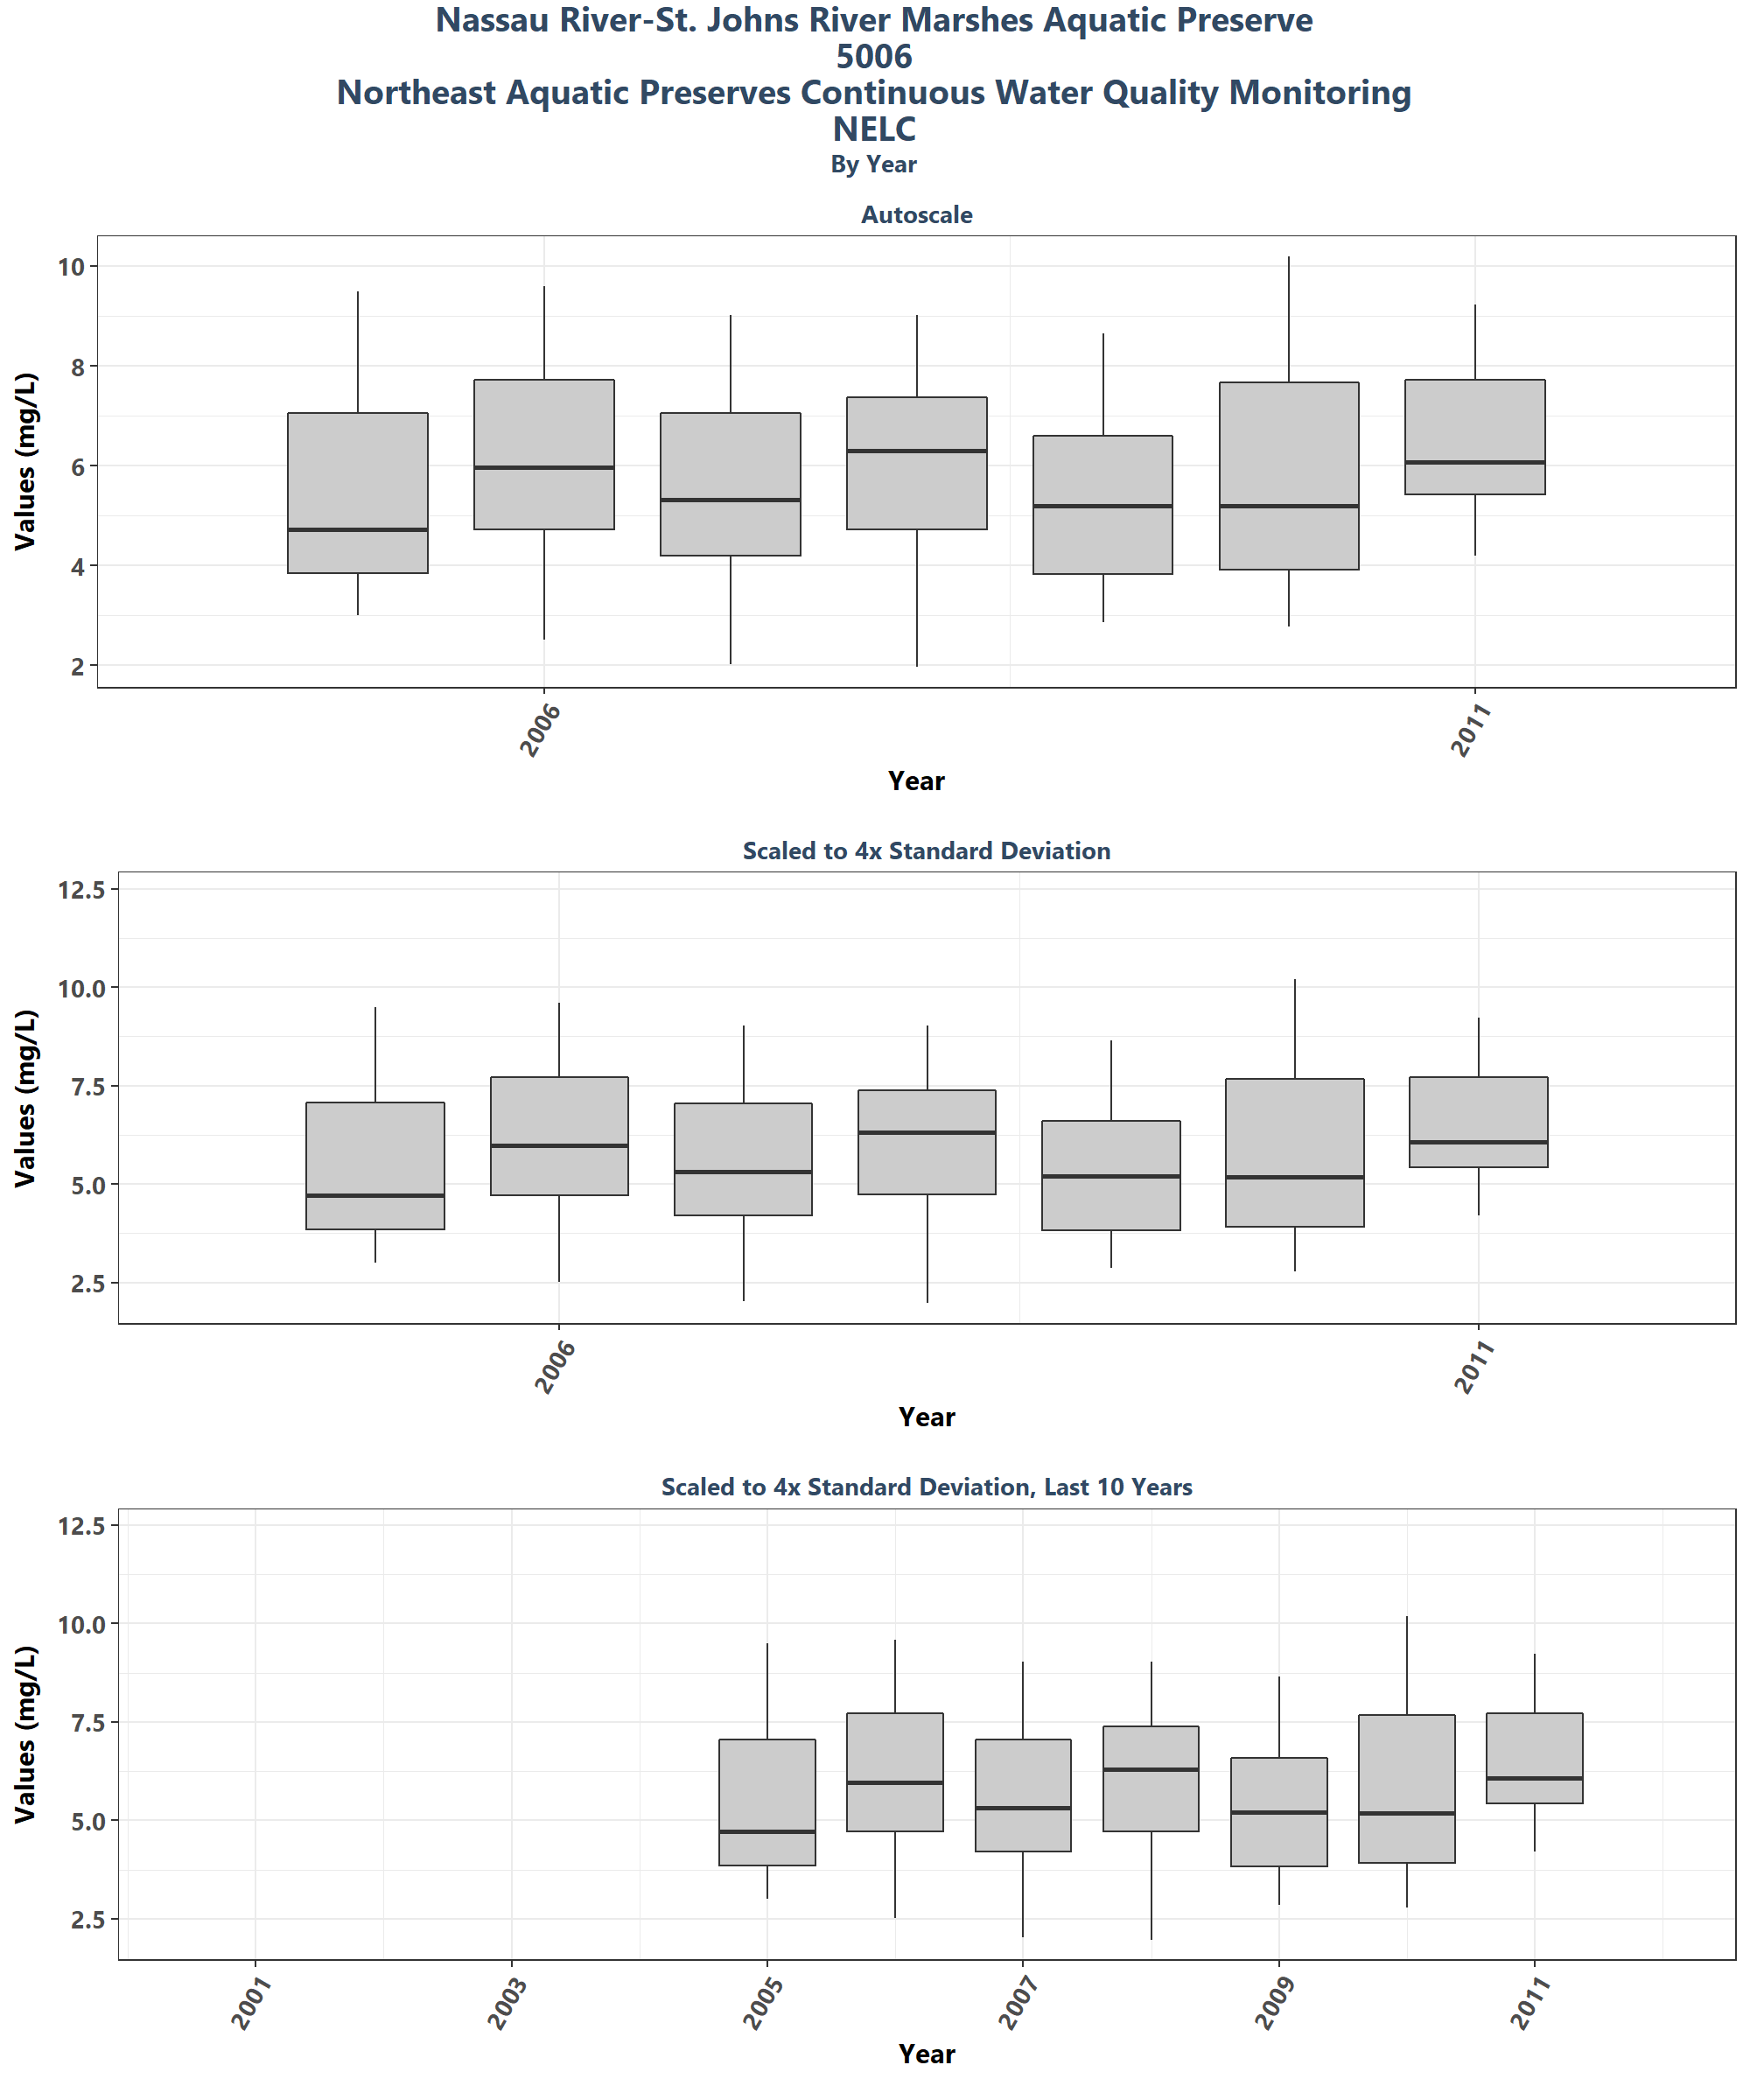 Nassau River-St. Johns River Marshes Aquatic Preserve
5006
Northeast Aquatic Preserves Continuous Water Quality Monitoring
NELC
By Year
Autoscale
Values (mg/L)
10
8
6
4
2
2006
2011
Year
Scaled to 4x Standard Deviation
Values (mg/L)
12.5
10.0
7.5
5.0
2.5
2006
2011
Year
Scaled to 4x Standard Deviation, Last 10 Years
Values (mg/L)
12.5
10.0
7.5
5.0
2.5
2001
2003
2005
2007
2009
2011
Year